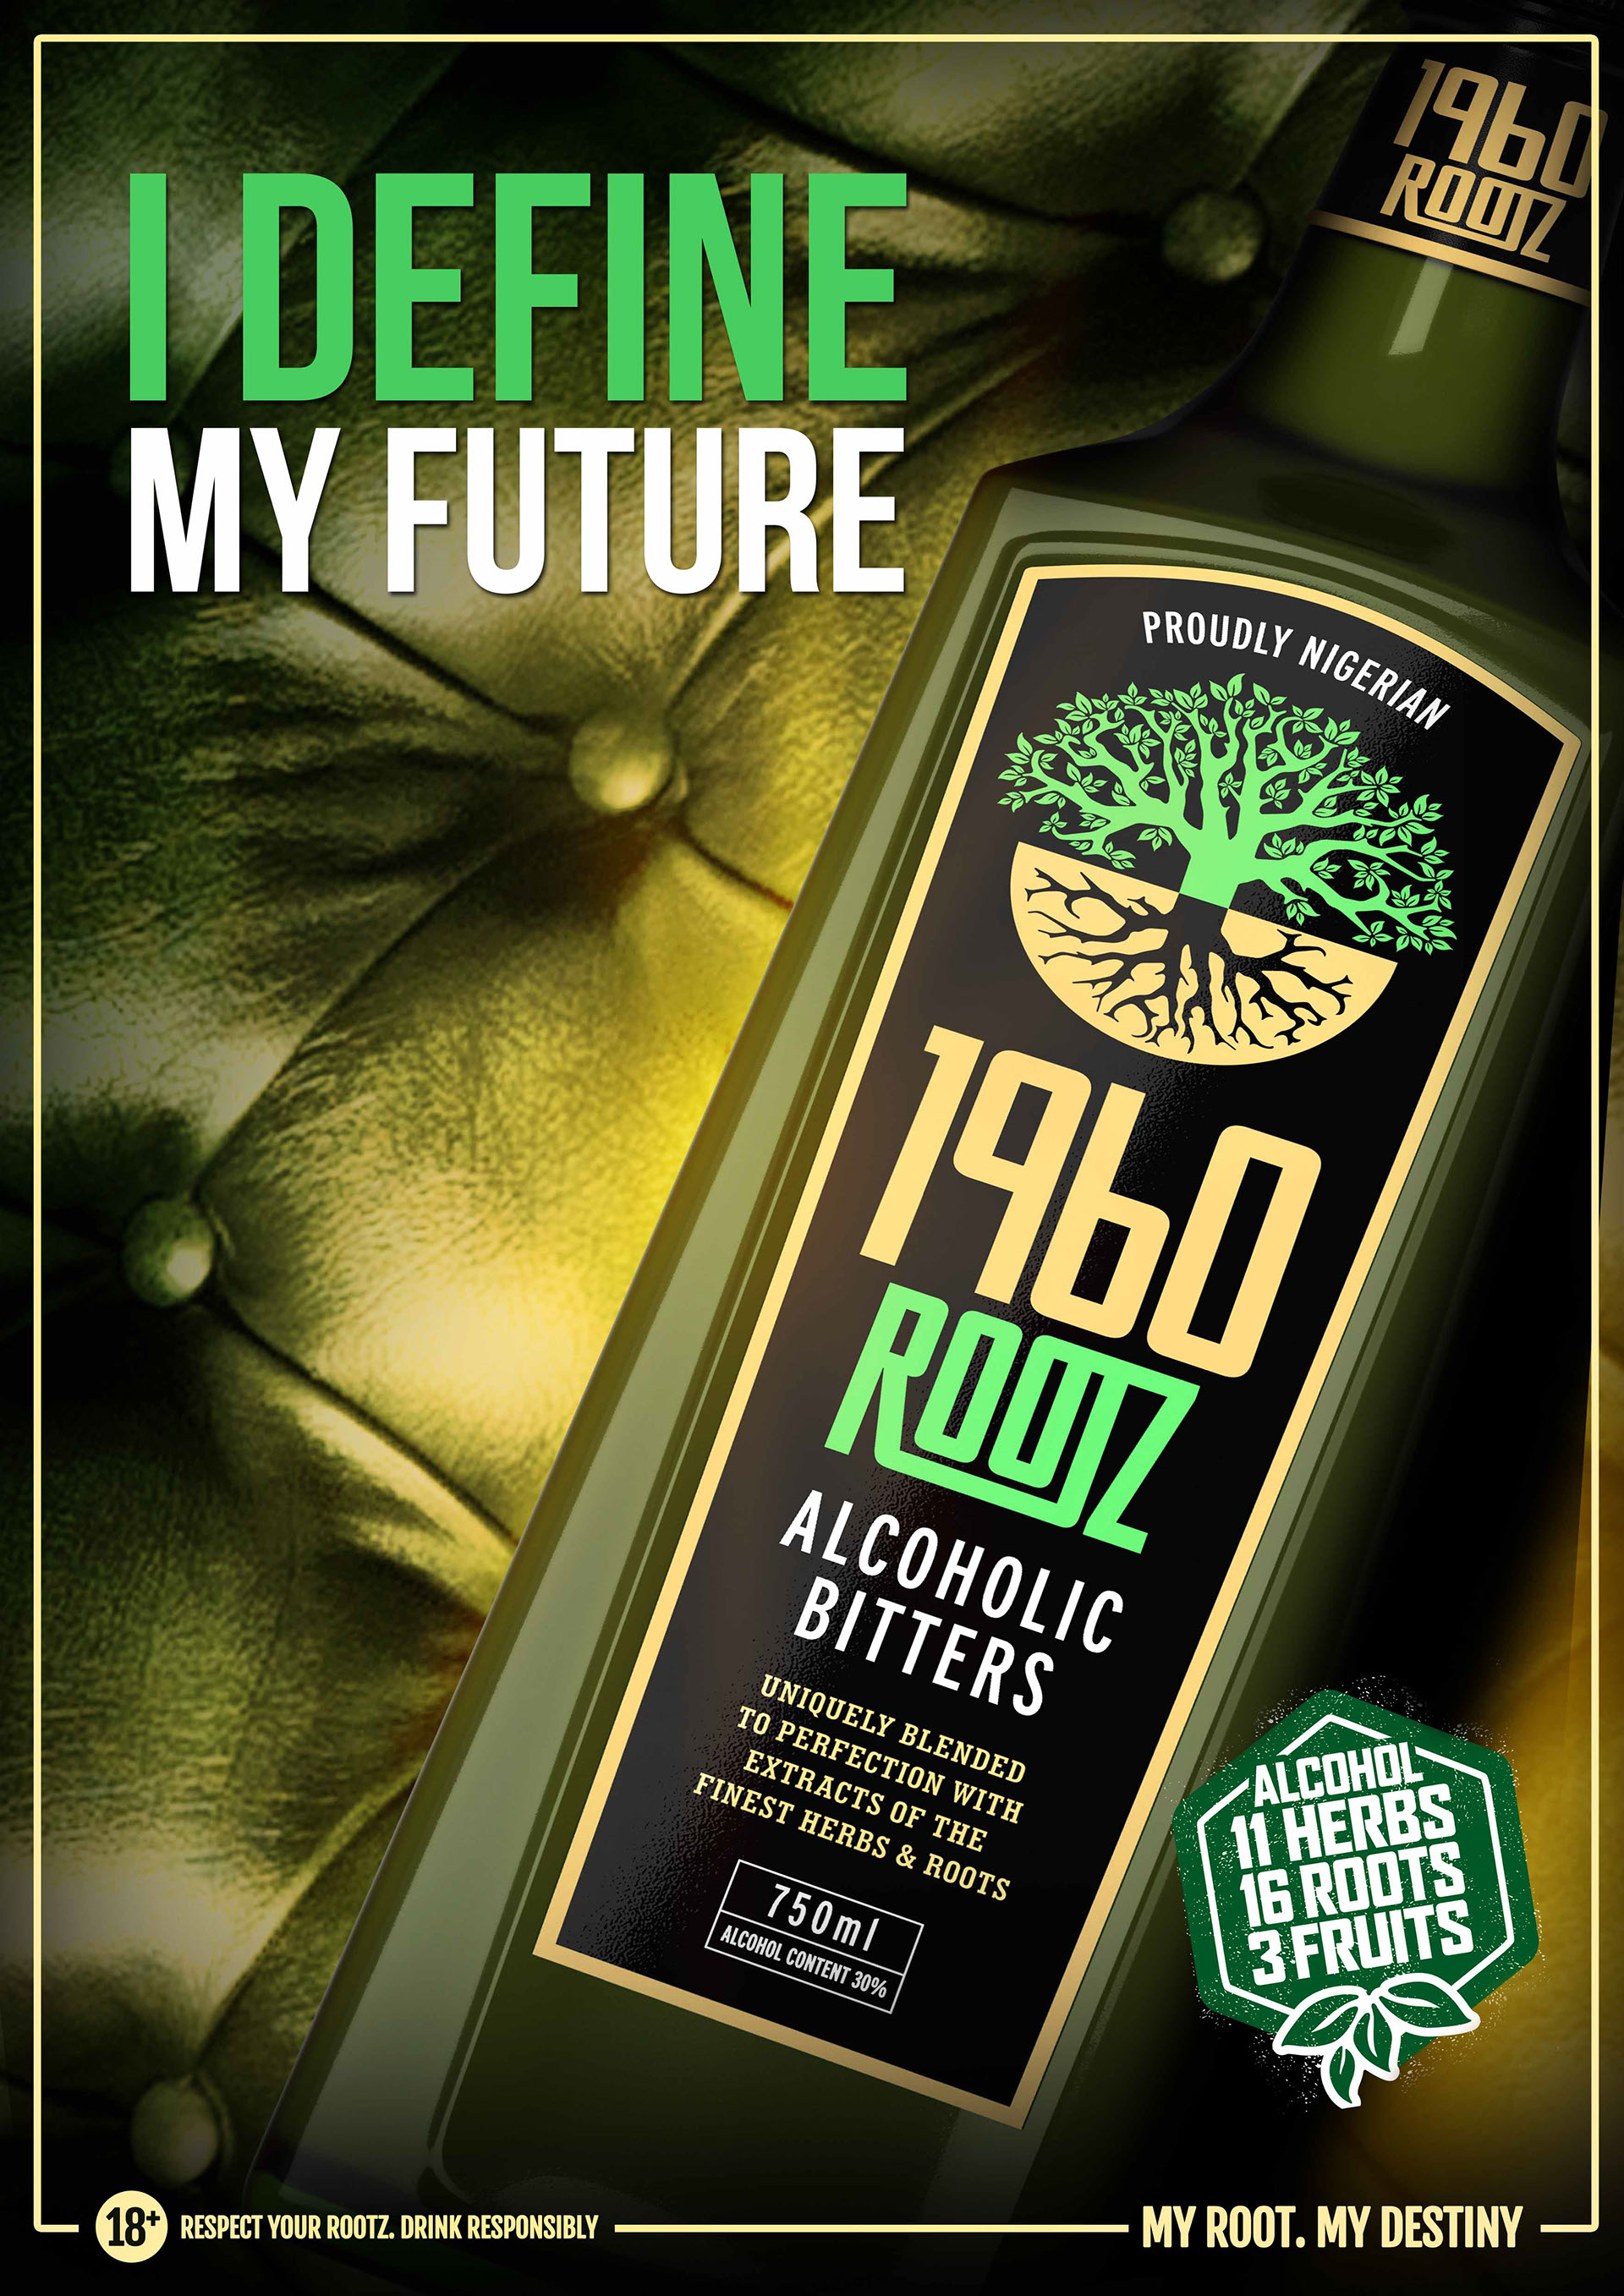 1960
ROOTZ
I DEFINE
MY FUTURE
PROUDLY NIGERIAN
1960
ROOTZ
ALCOHOLIC
BITTERS
UNIQUELY BLENDED
TO PERFECTION WITH
EXTRACTS OF THE
FINEST HERBS & ROOTS
750ml
ALCOHOL CONTENT 30%
ALCOHOL
11 HERBS
16 ROOTS
3 FRUITS
18+ RESPECT YOUR ROOTZ. DRINK RESPONSIBLY
MY ROOT. MY DESTINY